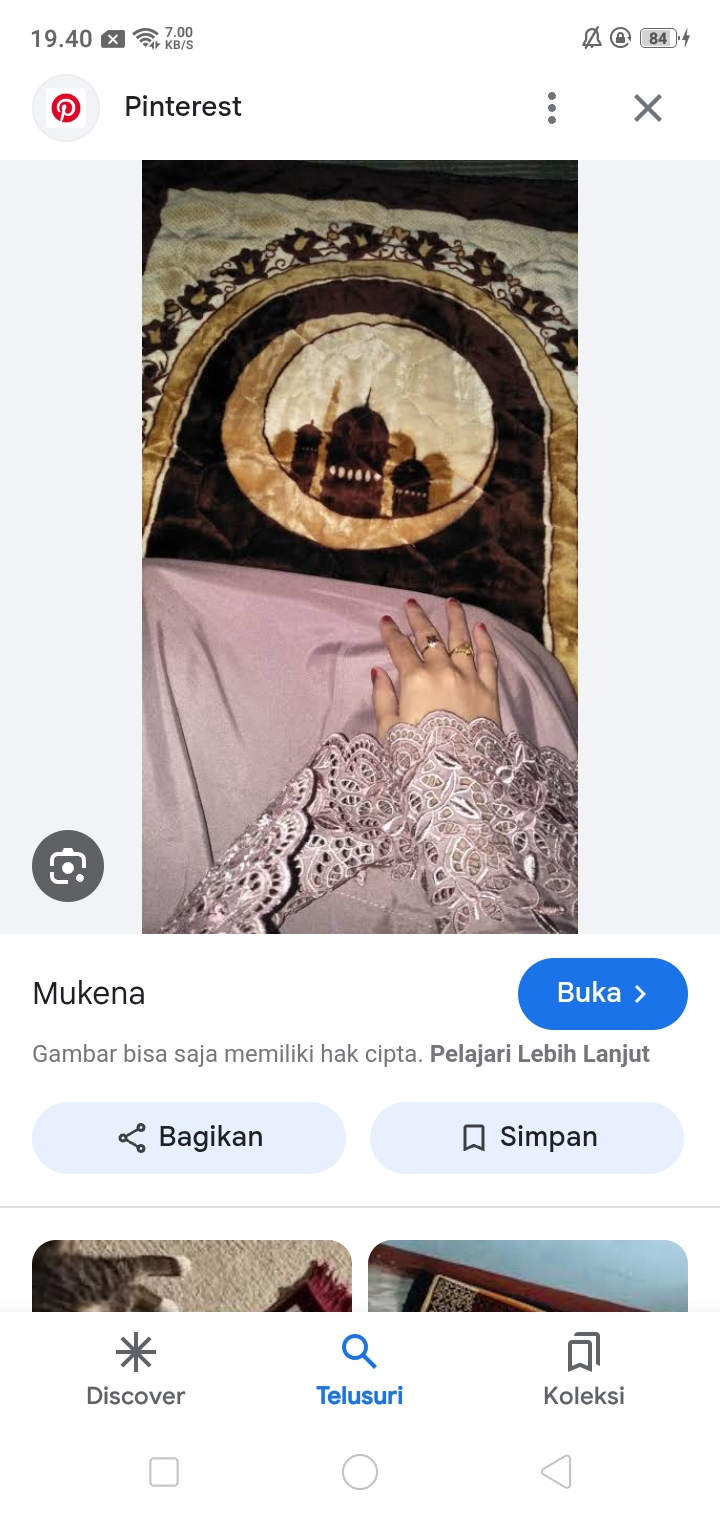 19.40
7.00
KB/S
84
Pinterest
Mukena
Buka
Gambar bisa saja memiliki hak cipta. Pelajari Lebih Lanjut
Bagikan
Simpan
Discover
Telusuri
Koleksi